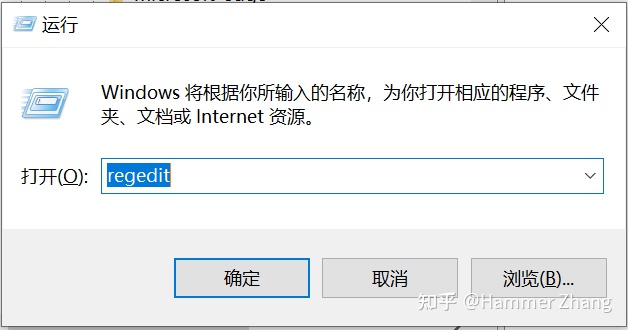 运行
Windows 将根据你所输入的名称，为你打开相应的程序、文件
夹、文档或 Internet 资源。
打开(O):
regedit
确定
取消
浏览(B)...
知乎 @Hammer Zhang